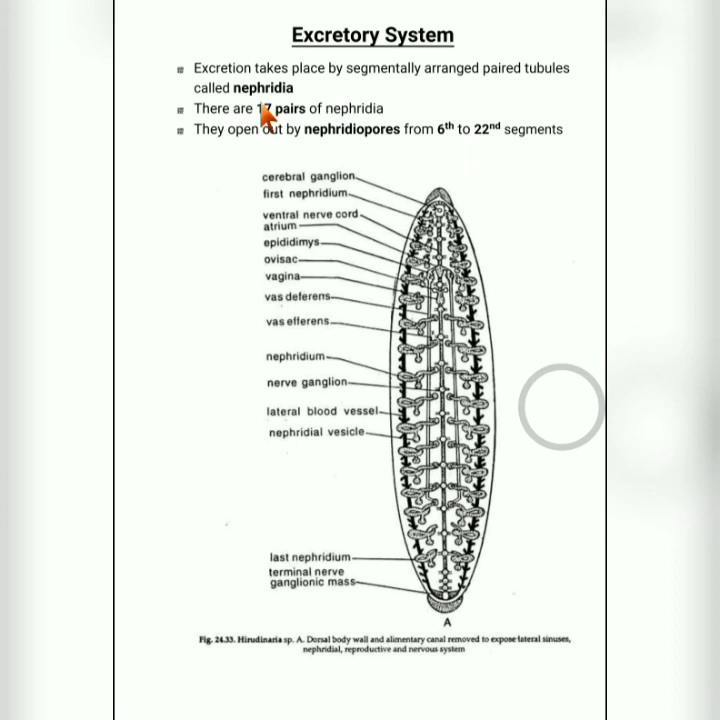 Excretory System
Excretion takes place by segmentally arranged paired tubules
called nephridia
There are 17 pairs of nephridia
They open out by nephridiopores from 6th to 22nd segments
cerebral ganglion
first nephridium
ventral nerve cord
atrium
epididimys
ovisac
vagina
vas deferens
vas efferens
nephridium
nerve ganglion
lateral blood vessel
nephridial vesicle
last nephridium
terminal nerve
ganglionic mass
A
Fig. 24.33. Hirudinaria sp. A. Dorsal body wall and alimentary canal removed to expose lateral sinuses,
nephridial, reproductive and nervous system